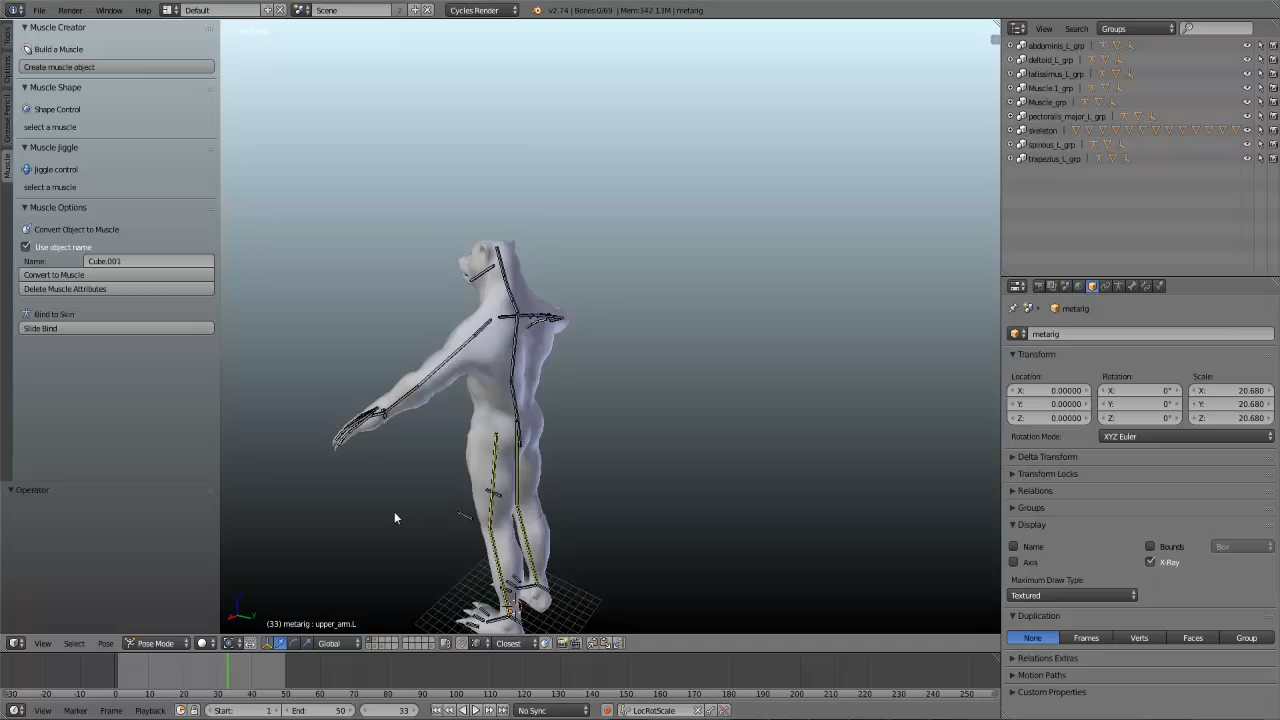 File Render Window Help Default Scene 2 Cycles Render v2.74 | Bones:0/69 | Mem:342.13M | metarig
Tools
Options
Grease Pencil
Muscle
Muscle Creator
Build a Muscle
Create muscle object
Muscle Shape
Shape Control
select a muscle
Muscle Jiggle
Jiggle control
select a muscle
Muscle Options
Convert Object to Muscle
Use object name
Name: Cube.001
Convert to Muscle
Delete Muscle Attributes
Bind to Skin
Slide Bind
Operator
(33) metarig : upper_arm.L
View Select Pose Pose Mode Global Closest
View Search Groups
abdominis_L_grp
deltoid_L_grp
latissimus_L_grp
Muscle.1_grp
Muscle_grp
pectoralis_major_L_grp
skeleton
spinous_L_grp
trapezius_L_grp
metarig
metarig
Transform
Location: Rotation: Scale:
X: 0.00000 X: 0° X: 20.680
Y: 0.00000 Y: 0° Y: 20.680
Z: 0.00000 Z: 0° Z: 20.680
Rotation Mode: XYZ Euler
Delta Transform
Transform Locks
Relations
Groups
Display
Name Bounds Box
Axis X-Ray
Maximum Draw Type:
Textured
Duplication
None Frames Verts Faces Group
Relations Extras
Motion Paths
Custom Properties
-30 -20 -10 0 10 20 30 40 50 60 70 80 90 100 110 120 130 140 150 160 170 180 190 200 210 220 230 240 250
View Marker Frame Playback Start: 1 End: 50 33 No Sync LocRotScale